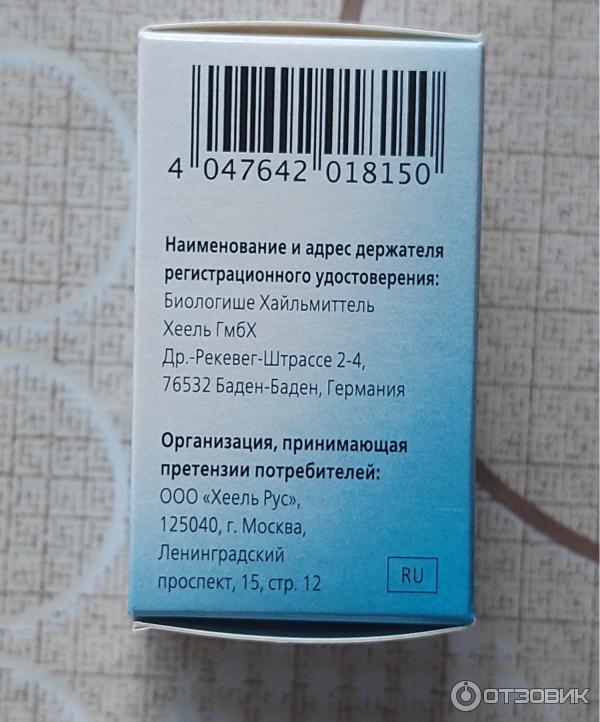 4 047642 018150
Наименование и адрес держателя
регистрационного удостоверения:
Биологише Хайльмиттель
Хеель ГмбХ
Др.-Рекевег-Штрассе 2-4,
76532 Баден-Баден, Германия
Организация, принимающая
претензии потребителей:
ООО «Хеель Рус»,
125040, г. Москва,
Ленинградский
проспект, 15, стр. 12
RU
ОТЗОВИК